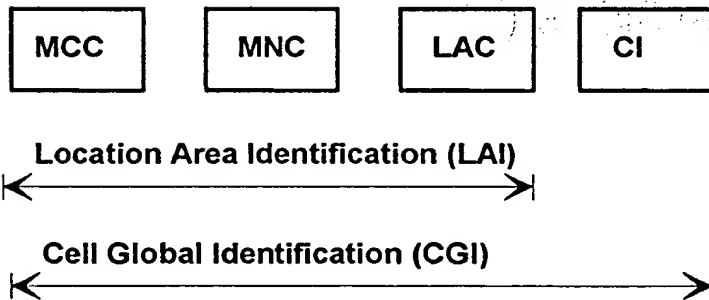 MCC MNC LAC CI
Location Area Identification (LAI)
Cell Global Identification (CGI)